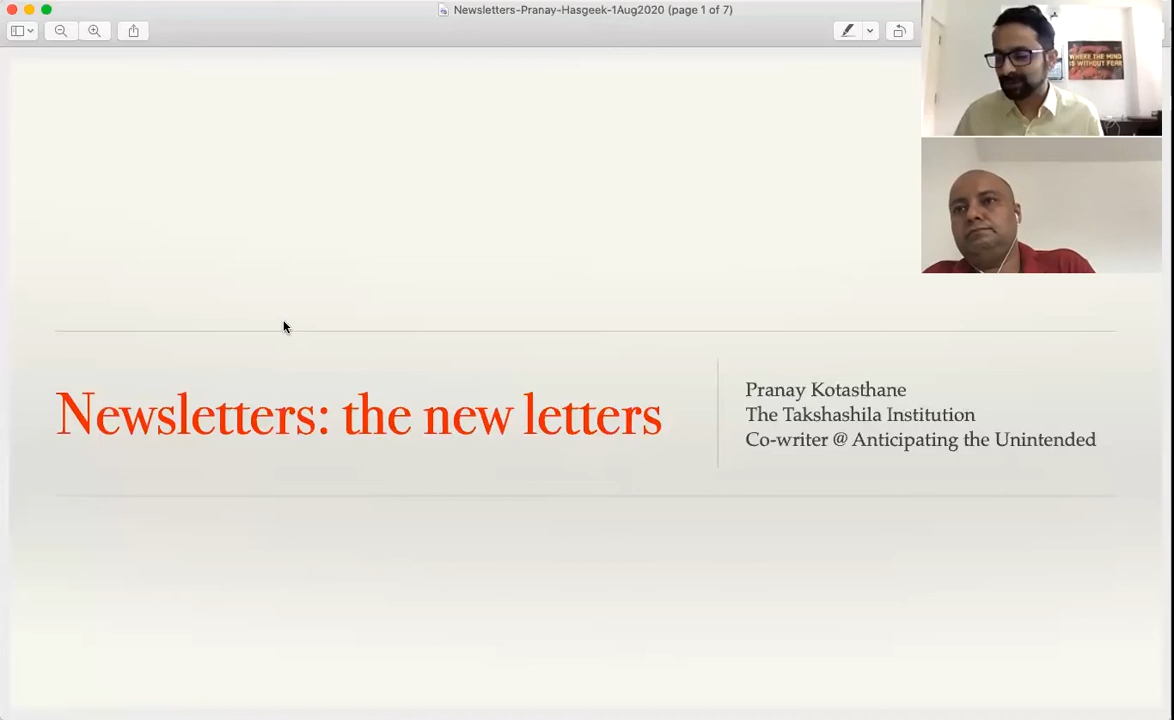 Newsletters-Pranay-Hasgeek-1Aug2020 (page 1 of 7)
WHERE THE MIND
IS WITHOUT FEAR
Newsletters: the new letters
Pranay Kotasthane
The Takshashila Institution
Co-writer @ Anticipating the Unintended